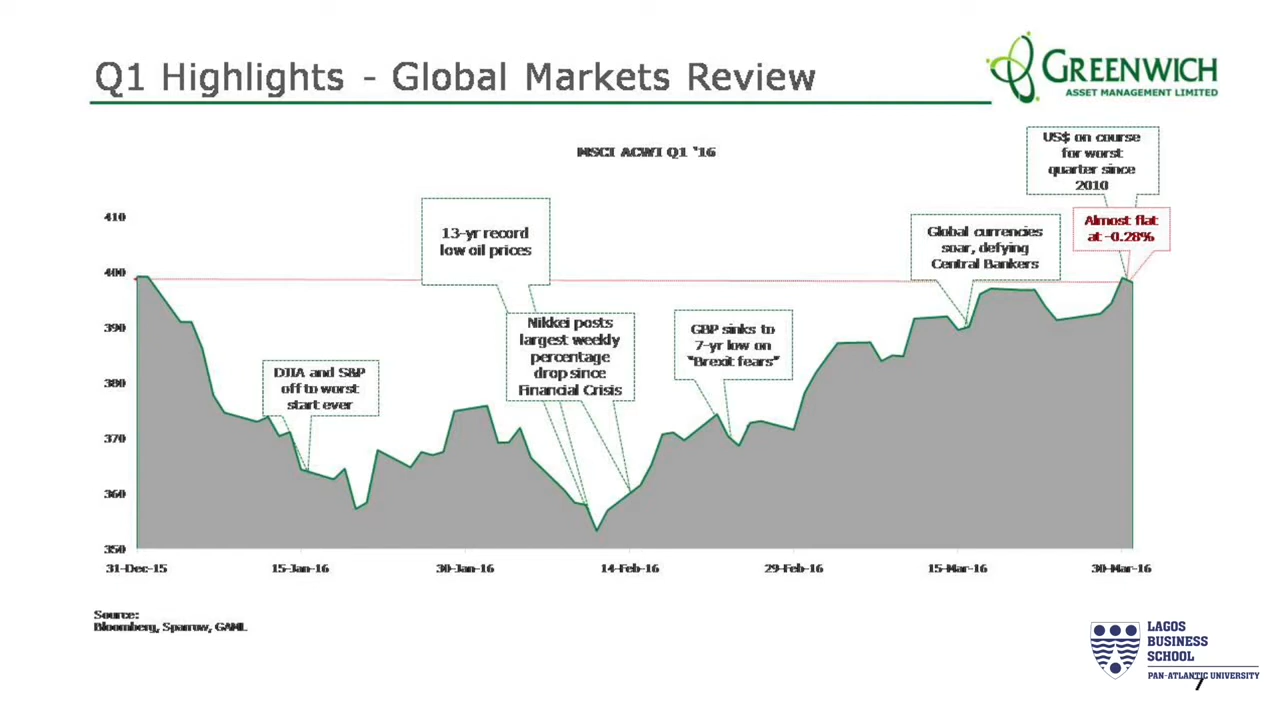 Q1 Highlights - Global Markets Review
GREENWICH
ASSET MANAGEMENT LIMITED
MSCI ACWI Q1 '16
US$ on course
for worst
quarter since
2010
Almost flat
at -0.28%
Global currencies
soar, defying
Central Bankers
13-yr record
low oil prices
Nikkei posts
largest weekly
percentage
drop since
Financial Crisis
GBP sinks to
7-yr low on
"Brexit fears"
DJIA and S&P
off to worst
start ever
410
400
390
380
370
360
350
31-Dec-15
15-Jan-16
30-Jan-16
14-Feb-16
29-Feb-16
15-Mar-16
30-Mar-16
Source:
Bloomberg, Sparrow, GAML
LAGOS
BUSINESS
SCHOOL
PAN-ATLANTIC UNIVERSITY
7